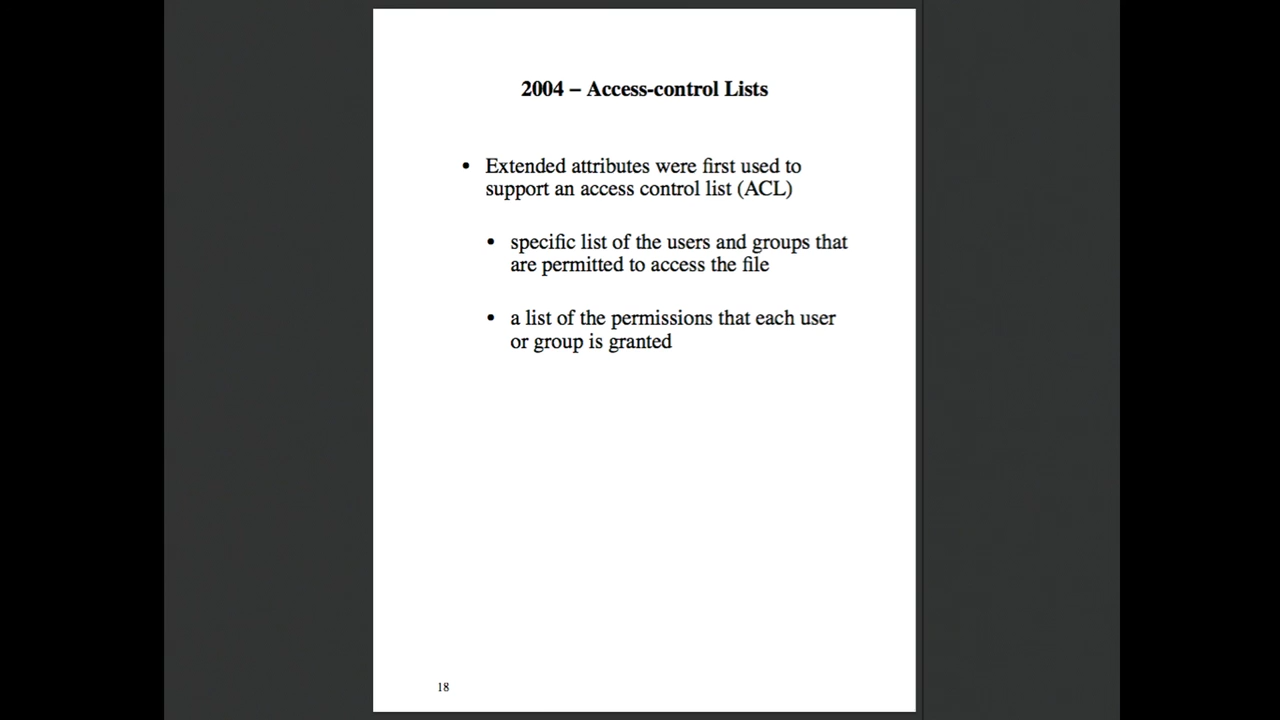 2004 – Access-control Lists
• Extended attributes were first used to
support an access control list (ACL)
• specific list of the users and groups that
are permitted to access the file
• a list of the permissions that each user
or group is granted
18